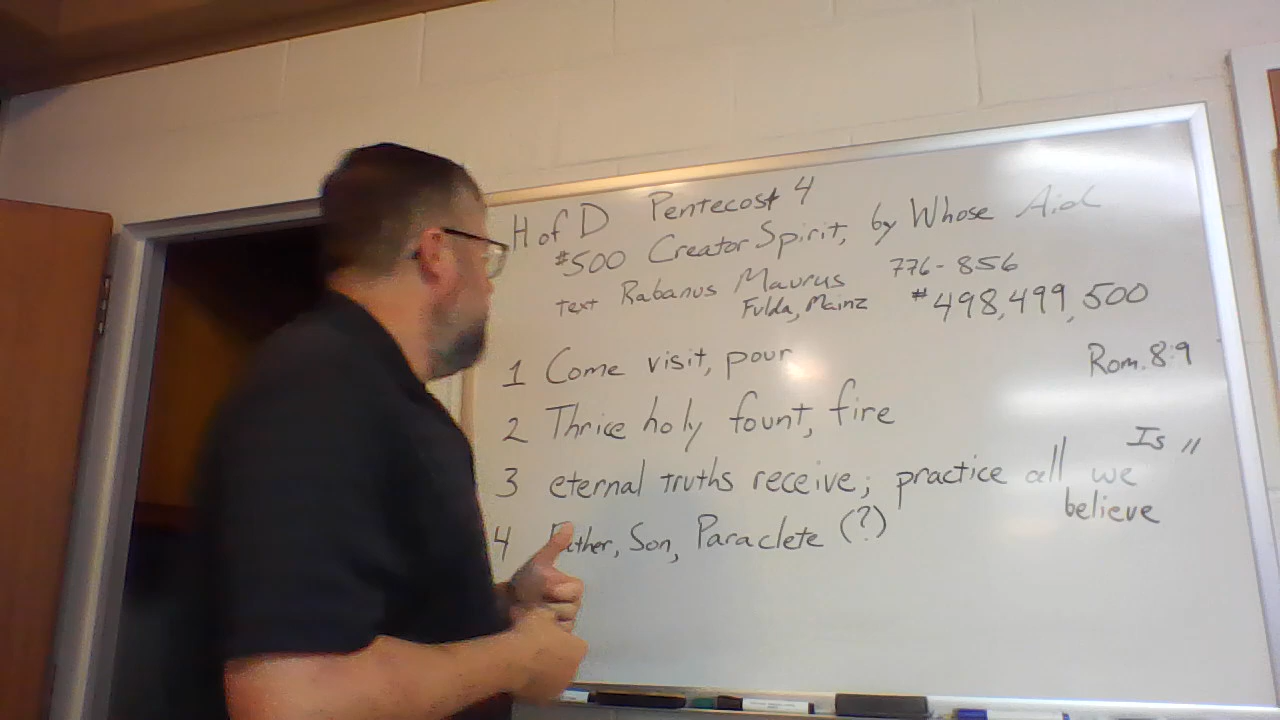 H of D Pentecost 4
#500 Creator Spirit, by Whose Aid
Text Rabanus Maurus 776-856
Fulda, Mainz #498, 499, 500
1 Come visit, pour Rom. 8:9
2 Thrice holy fount, fire
Is 11
3 eternal truths receive; practice all we
believe
4 Father, Son, Paraclete (?)